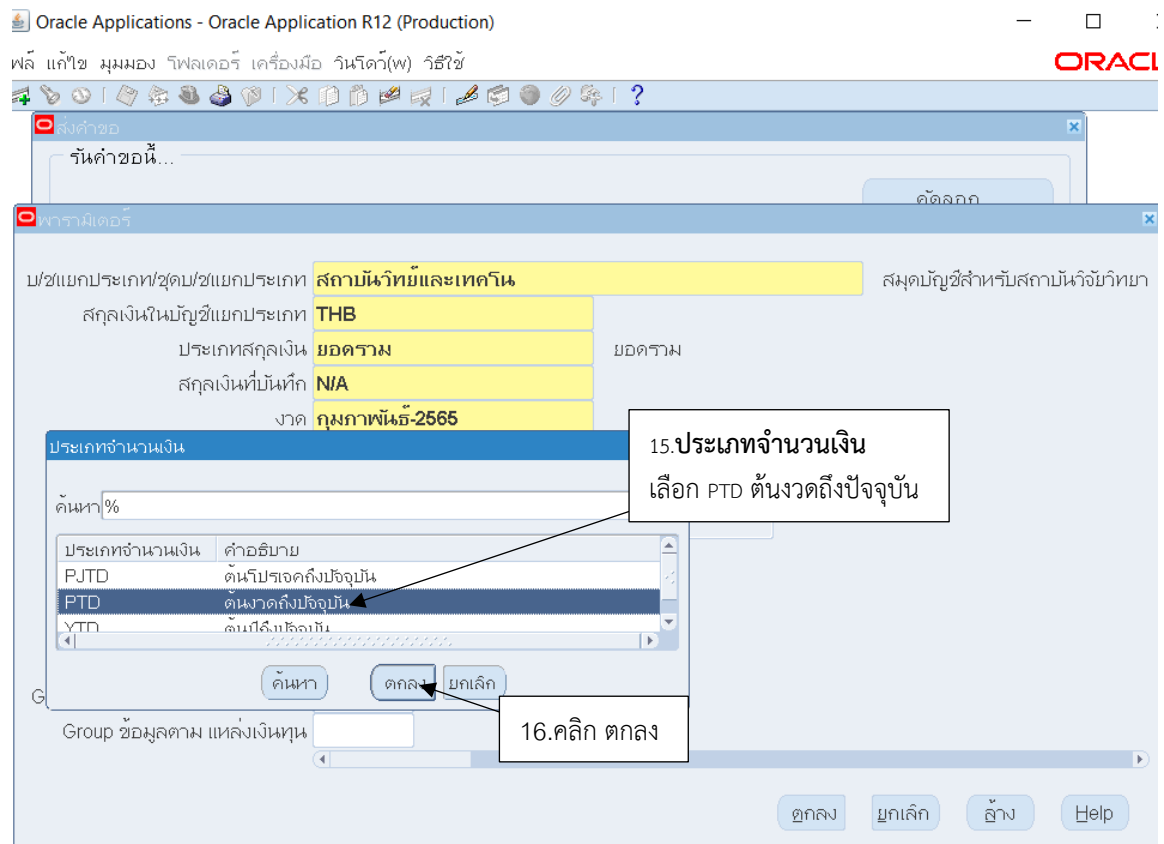 Oracle Applications - Oracle Application R12 (Production)
ฟล์ แก้ไข มุมมอง โฟลเดอร์ เครื่องมือ วินโดว์(w) วิธีใช้
ORACL
ส่งคำขอ
รันคำขอนี้...
คัดลอก
พารามิเตอร์
บ/ชแยกประเภท/ชุดบ/ชแยกประเภท สถาบันวิทย์และเทคโน สมุดบัญชีสำหรับสถาบันวิจัยวิทยา
สกุลเงินในบัญชีแยกประเภท THB
ประเภทสกุลเงิน ยอดรวม ยอดรวม
สกุลเงินที่บันทึก N/A
งวด กุมภาพันธ์-2565
ประเภทจำนวนเงิน
15.ประเภทจำนวนเงิน
เลือก PTD ต้นงวดถึงปัจจุบัน
ค้นหา %
ประเภทจำนวนเงิน คำอธิบาย
PJTD ต้นโปรเจคถึงปัจจุบัน
PTD ต้นงวดถึงปัจจุบัน
YTD ต้นปีถึงปัจจุบัน
ค้นหา ตกลง ยกเลิก
G
16.คลิก ตกลง
Group ข้อมูลตาม แหล่งเงินทุน
ตกลง ยกเลิก ล้าง Help